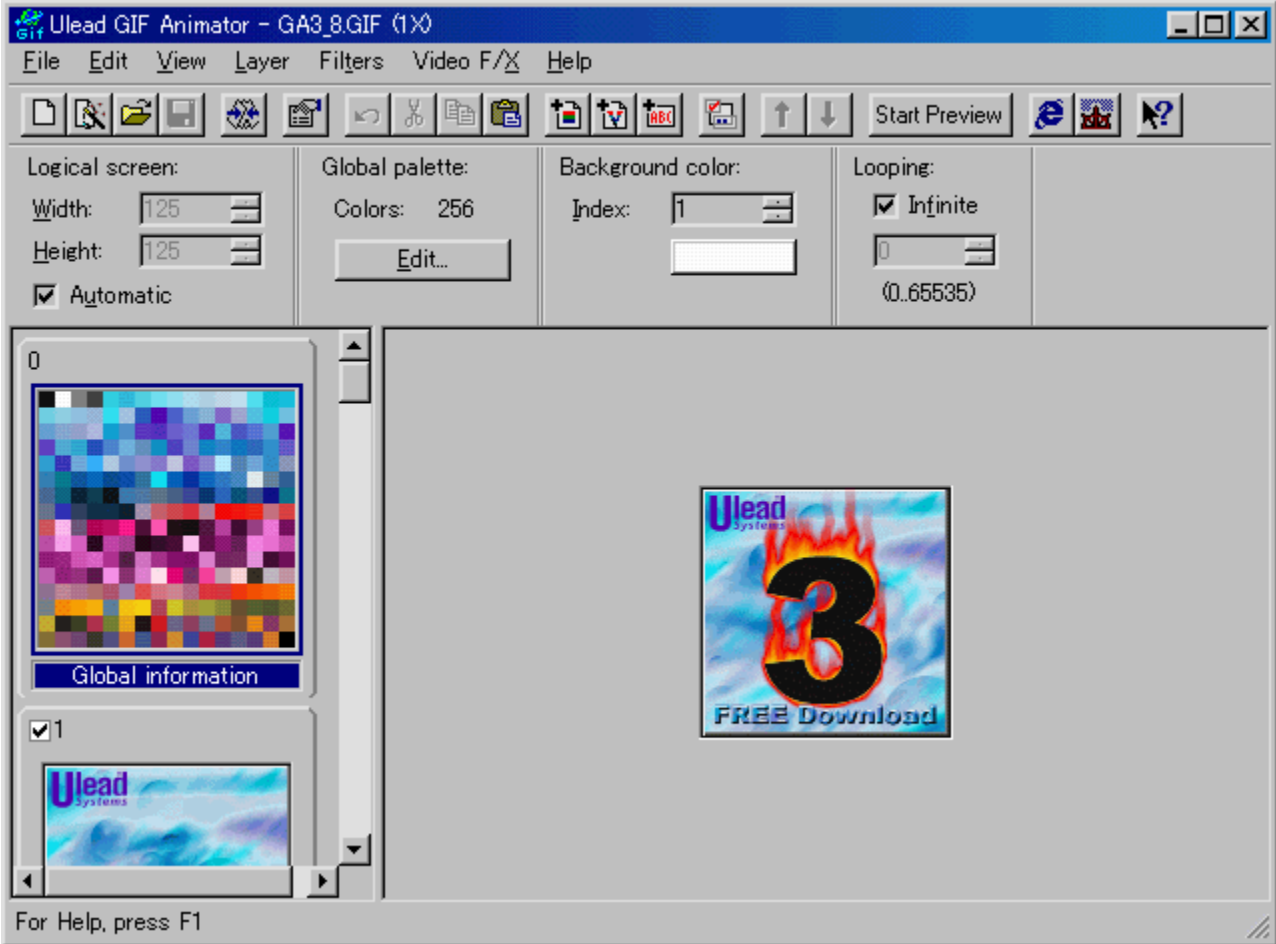 Ulead GIF Animator - GA3_8.GIF (1X)
File Edit View Layer Filters Video F/X Help
Start Preview
Logical screen:
Width: 125
Height: 125
Automatic
Global palette:
Colors: 256
Edit...
Background color:
Index: 1
Looping:
Infinite
0
(0..65535)
0
Global information
1
Ulead
Systems
Ulead
Systems
3
FREE Download
For Help, press F1